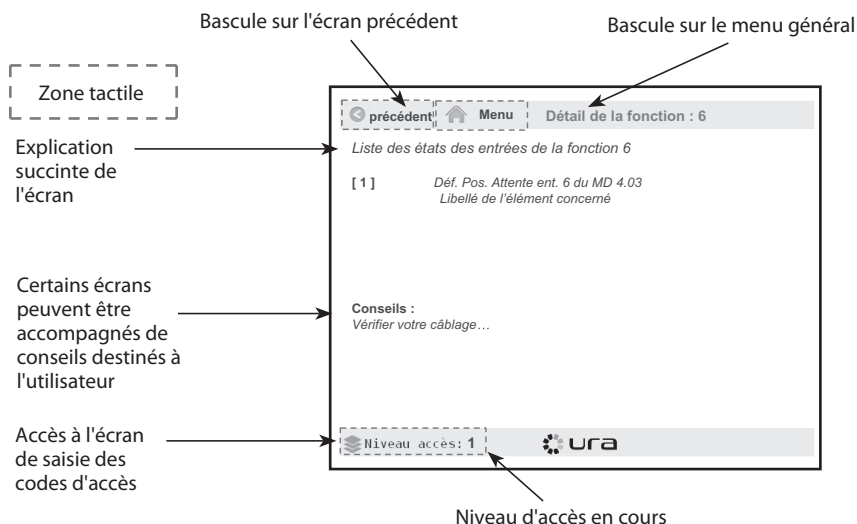 Bascule sur l'écran précédent
Bascule sur le menu général
Zone tactile
précédent
Menu
Détail de la fonction : 6
Explication
succinte de
l'écran
Liste des états des entrées de la fonction 6
[ 1 ] Déf. Pos. Attente ent. 6 du MD 4.03
Libellé de l'élément concerné
Certains écrans
peuvent être
accompagnés de
conseils destinés à
l'utilisateur
Conseils :
Vérifier votre câblage…
Accès à l'écran
de saisie des
codes d'accès
Niveau accès: 1
ura
Niveau d'accès en cours